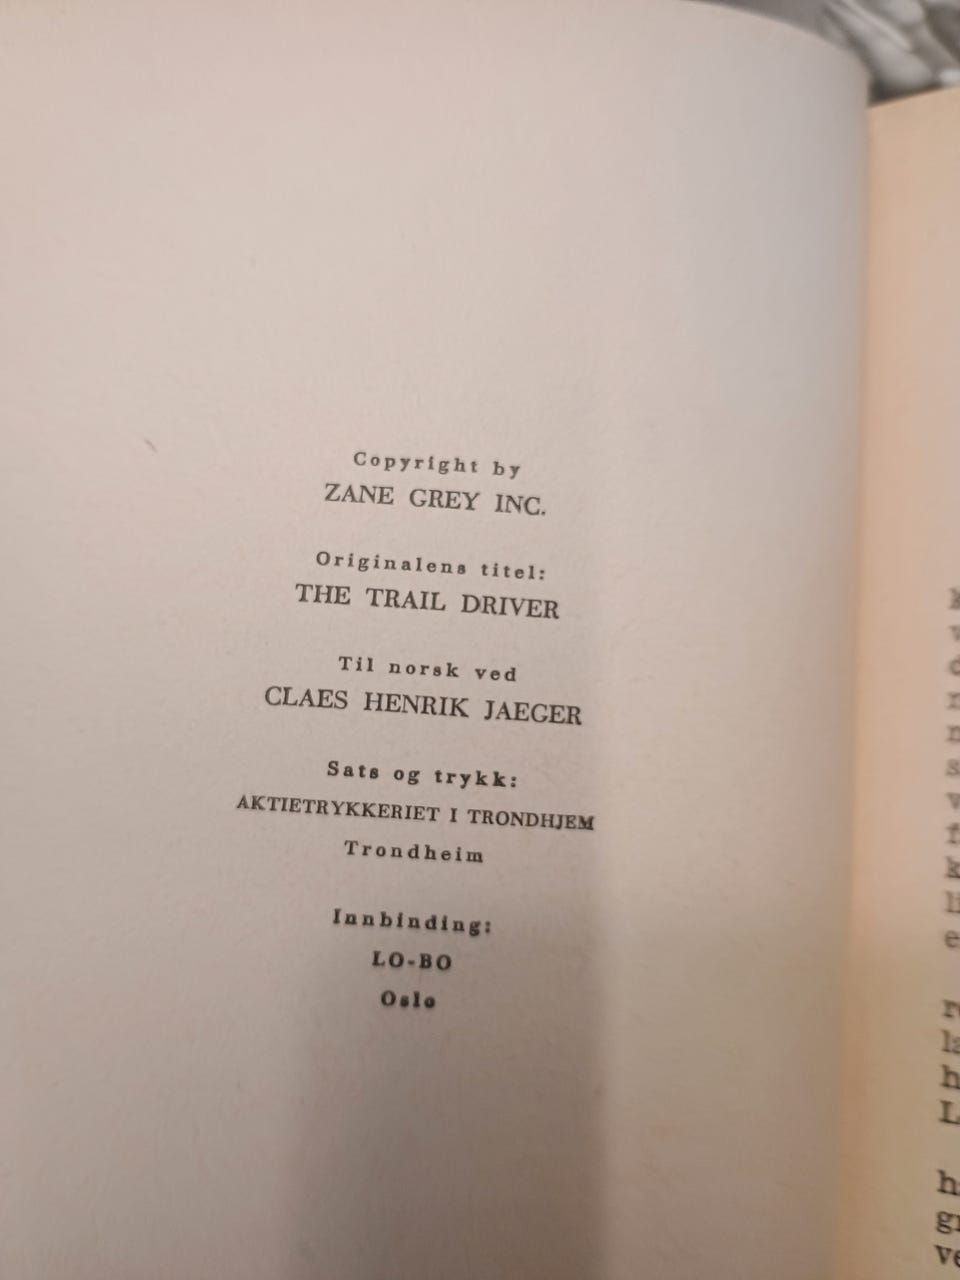 Copyright by
ZANE GREY INC.
Originalens titel:
THE TRAIL DRIVER
Til norsk ved
CLAES HENRIK JAEGER
Sats og trykk:
AKTIETRYKKERIET I TRONDHJEM
Trondheim
Innbinding:
LO-BO
Oslo